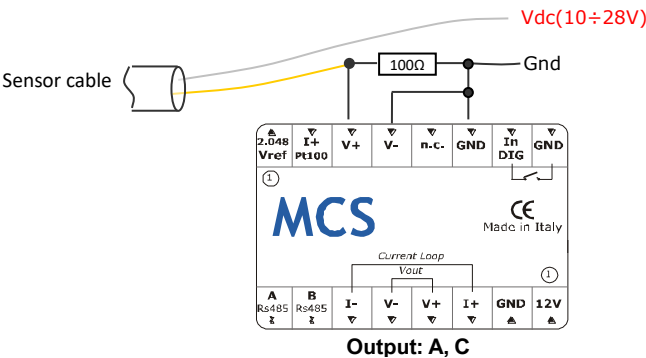 Vdc(10÷28V)
100Ω
Gnd
Sensor cable
2.048 Vref
I+ Pt100
V+
V-
n.c.
GND
In DIG
GND
1
MCS
CE
Made in Italy
Current Loop
Vout
1
A Rs485
B Rs485
I-
V-
V+
I+
GND
12V
Output: A, C